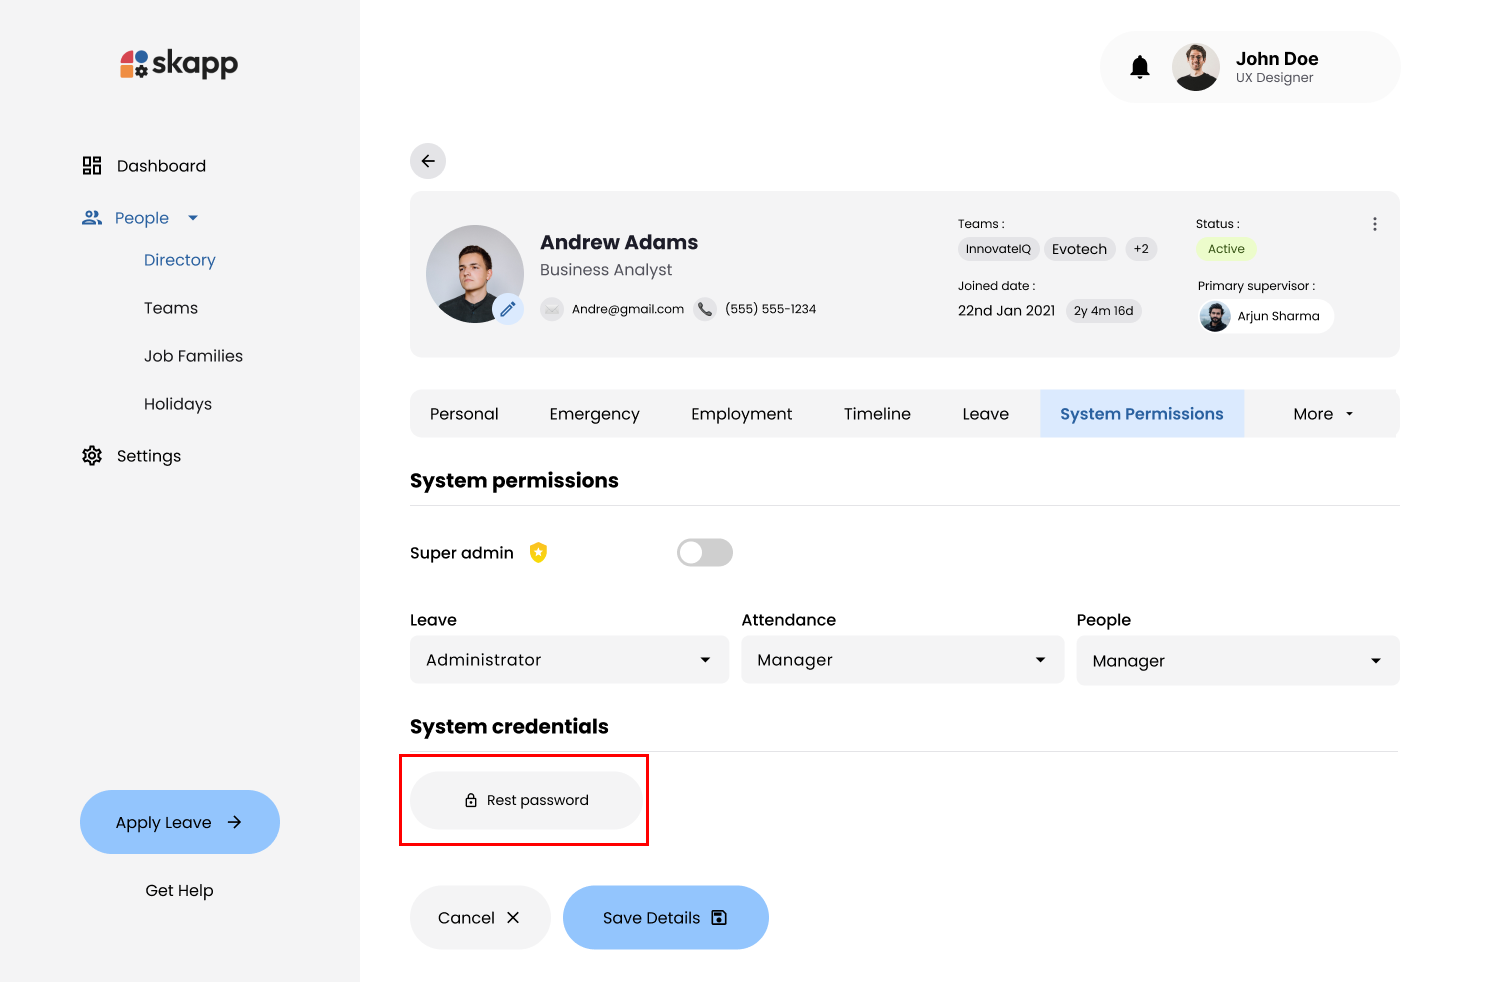 skapp
John Doe
UX Designer
Dashboard
People
Directory
Teams
Job Families
Holidays
Settings
Apply Leave
Get Help
Andrew Adams
Business Analyst
Andre@gmail.com
(555) 555-1234
Teams :
InnovateIQ
Evotech
+2
Joined date :
22nd Jan 2021
2y 4m 16d
Status :
Active
Primary supervisor :
Arjun Sharma
Personal
Emergency
Employment
Timeline
Leave
System Permissions
More
System permissions
Super admin
Leave
Administrator
Attendance
Manager
People
Manager
System credentials
Rest password
Cancel
Save Details